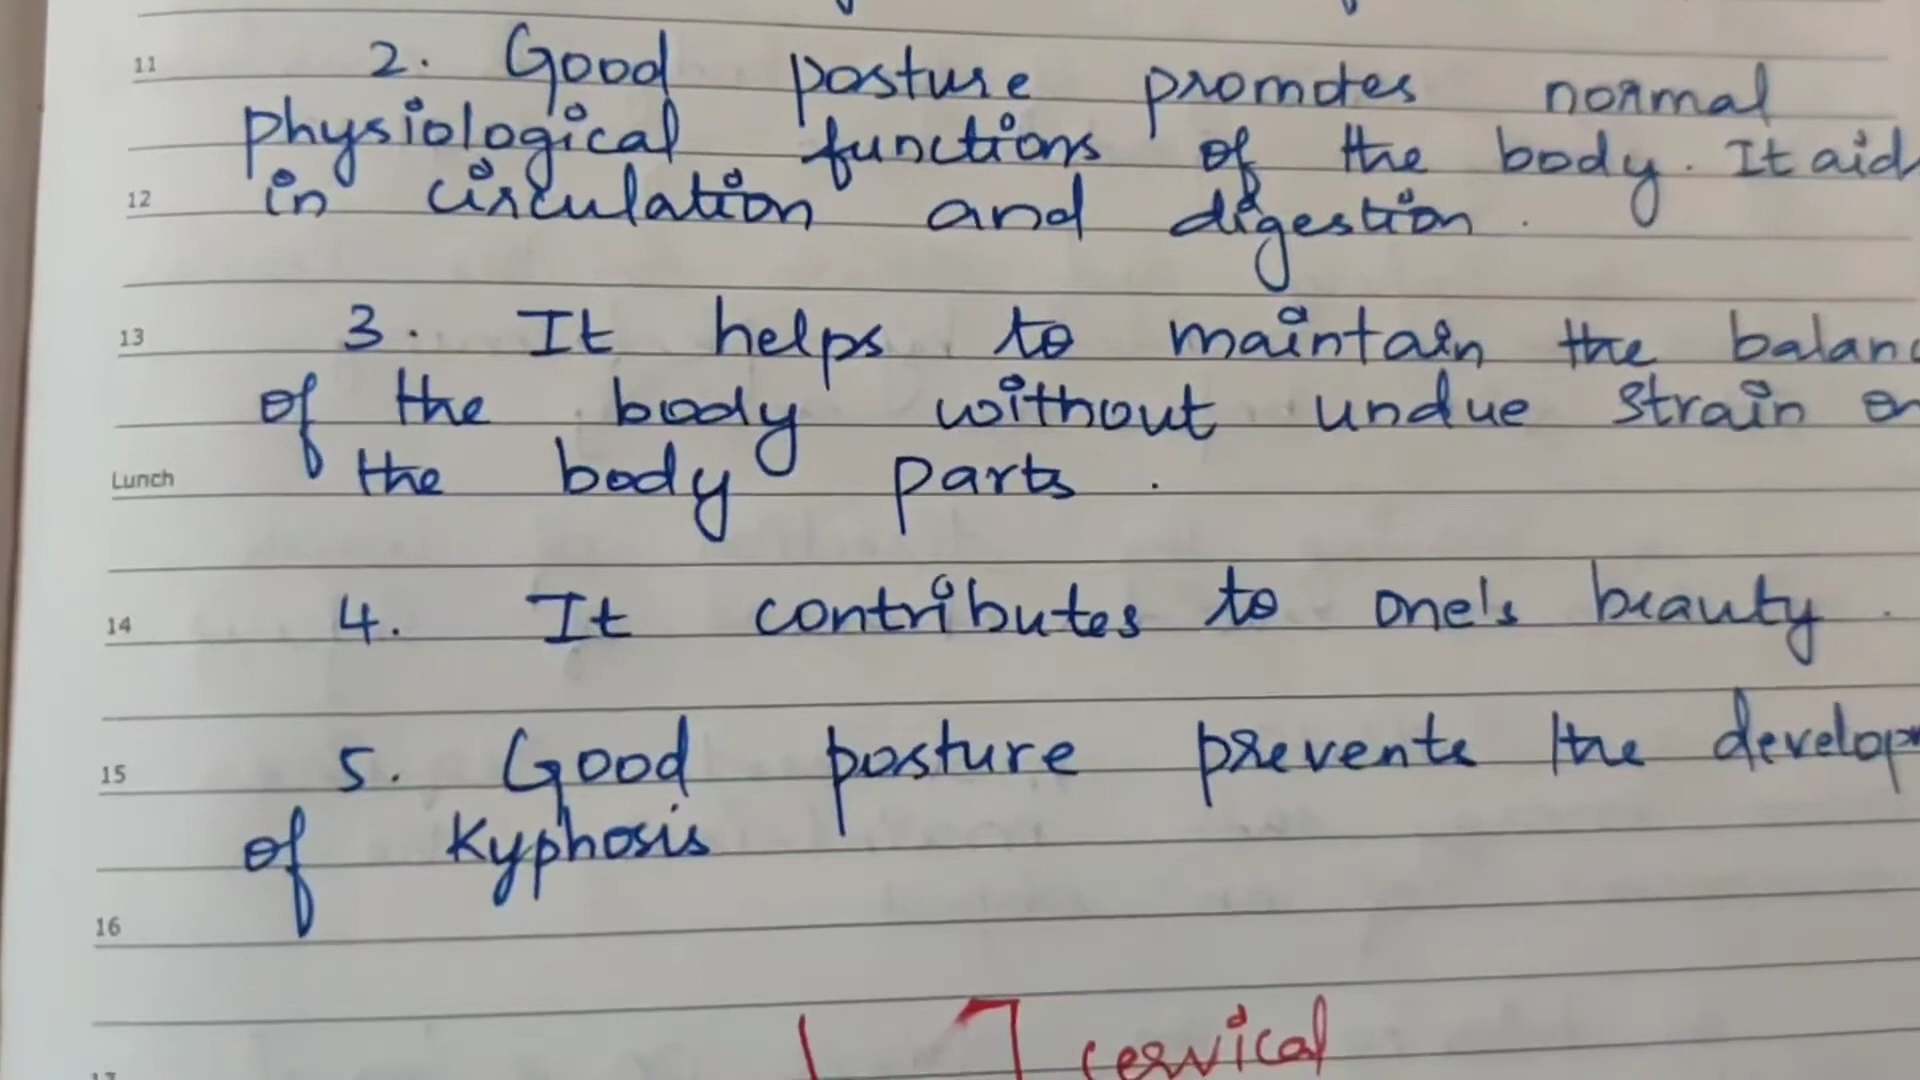 11 2. Good posture promotes normal
physiological functions of the body. It aid
12 in circulation and digestion.
13 3. It helps to maintain the balanc
of the body without undue strain on
Lunch the body parts.
14 4. It contributes to one's beauty.
15 5. Good posture prevents the develop
of Kyphosis
16
cervical